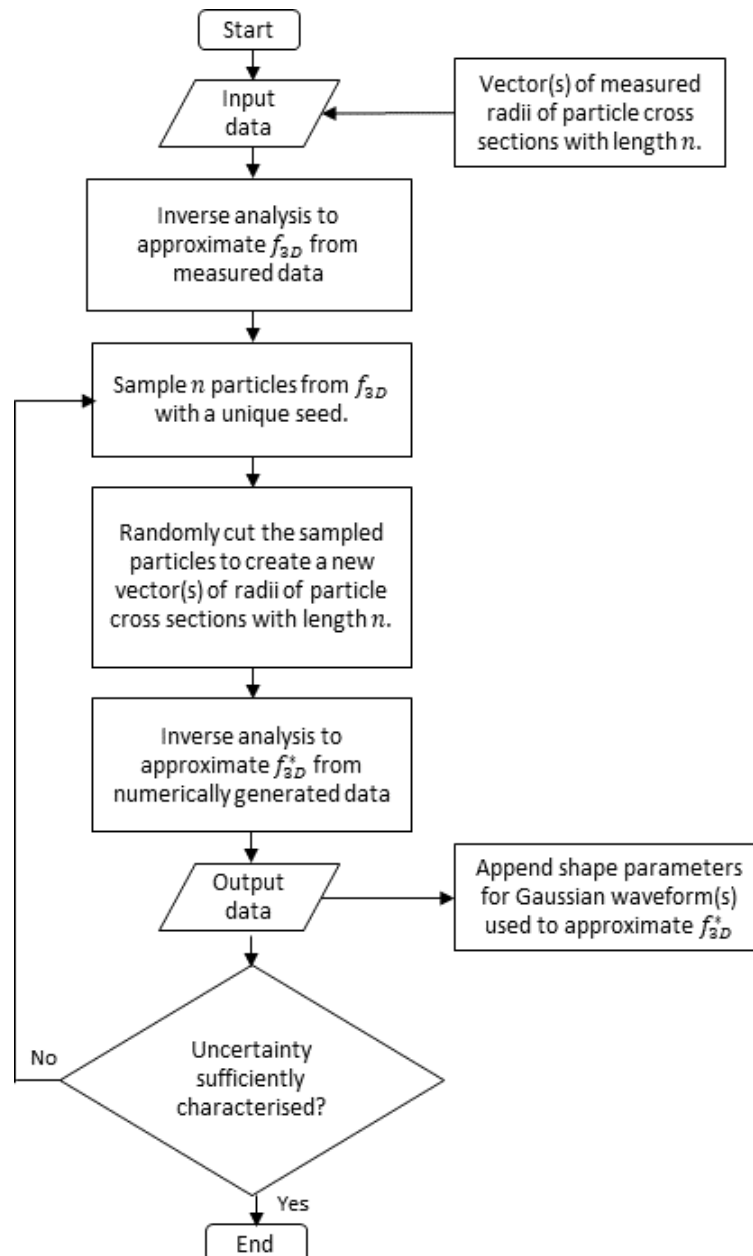 Start
Input
data
Vector(s) of measured
radii of particle cross
sections with length n.
Inverse analysis to
approximate f₃D from
measured data
Sample n particles from f₃D
with a unique seed.
Randomly cut the sampled
particles to create a new
vector(s) of radii of particle
cross sections with length n.
Inverse analysis to
approximate f*₃D from
numerically generated data
Output
data
Append shape parameters
for Gaussian waveform(s)
used to approximate f*₃D
No
Uncertainty
sufficiently
characterised?
Yes
End